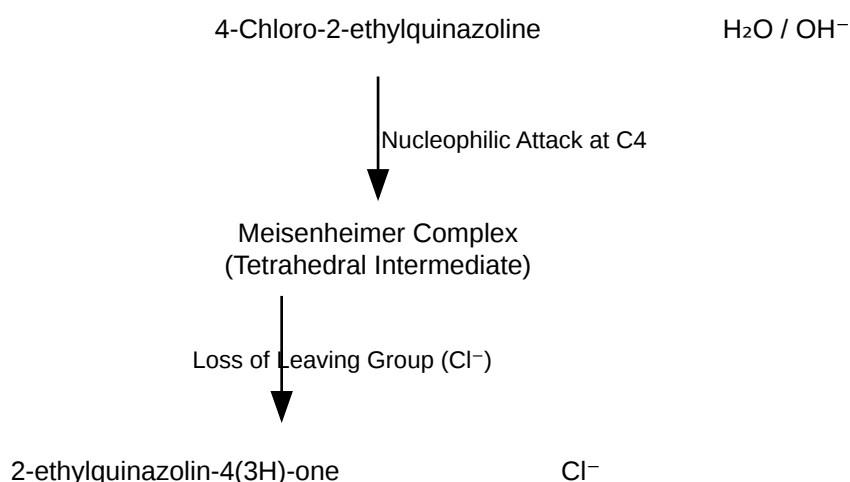 4-Chloro-2-ethylquinazoline
H₂O / OH⁻
Nucleophilic Attack at C4
Meisenheimer Complex
(Tetrahedral Intermediate)
Loss of Leaving Group (Cl⁻)
2-ethylquinazolin-4(3H)-one
Cl⁻